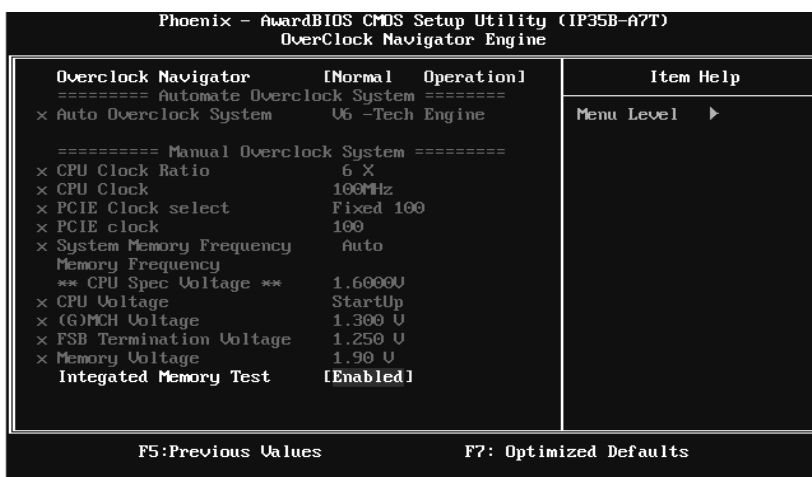 Phoenix - AwardBIOS CMOS Setup Utility (IP35B-A7T)
OverClock Navigator Engine
Overclock Navigator [Normal Operation]
========= Automate Overclock System ========
x Auto Overclock System V6 -Tech Engine
========== Manual Overclock System =========
x CPU Clock Ratio 6 X
x CPU Clock 100MHz
x PCIE Clock select Fixed 100
x PCIE clock 100
x System Memory Frequency Auto
Memory Frequency
** CPU Spec Voltage ** 1.6000V
x CPU Voltage StartUp
x (G)MCH Voltage 1.300 V
x FSB Termination Voltage 1.250 V
x Memory Voltage 1.90 V
Integated Memory Test [Enabled]
Item Help
Menu Level ▶
F5:Previous Values F7: Optimized Defaults